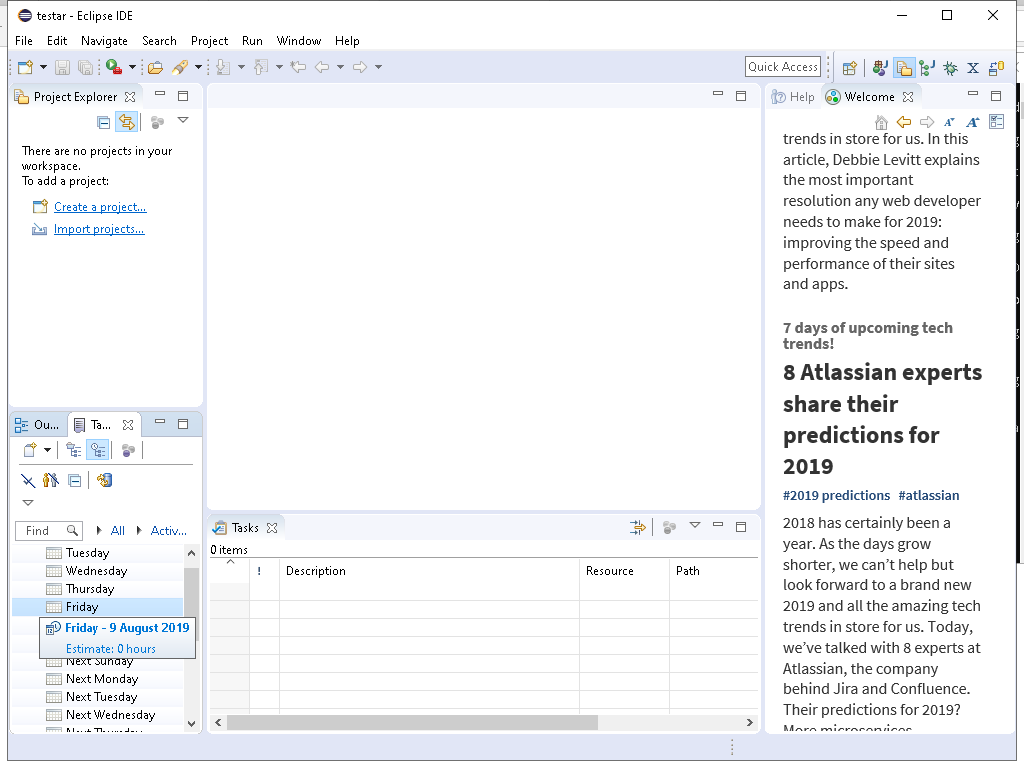 testar - Eclipse IDE
File Edit Navigate Search Project Run Window Help
Quick Access
Project Explorer
There are no projects in your
workspace.
To add a project:
Create a project...
Import projects...
Ou...
Ta...
Find
All
Activ...
Tuesday
Wednesday
Thursday
Friday
Friday - 9 August 2019
Estimate: 0 hours
Next Sunday
Next Monday
Next Tuesday
Next Wednesday
Next Thursday
Tasks
0 items
! Description Resource Path
Help
Welcome
trends in store for us. In this
article, Debbie Levitt explains
the most important
resolution any web developer
needs to make for 2019:
improving the speed and
performance of their sites
and apps.
7 days of upcoming tech
trends!
8 Atlassian experts
share their
predictions for
2019
#2019 predictions #atlassian
2018 has certainly been a
year. As the days grow
shorter, we can't help but
look forward to a brand new
2019 and all the amazing tech
trends in store for us. Today,
we've talked with 8 experts at
Atlassian, the company
behind Jira and Confluence.
Their predictions for 2019?
More microservices